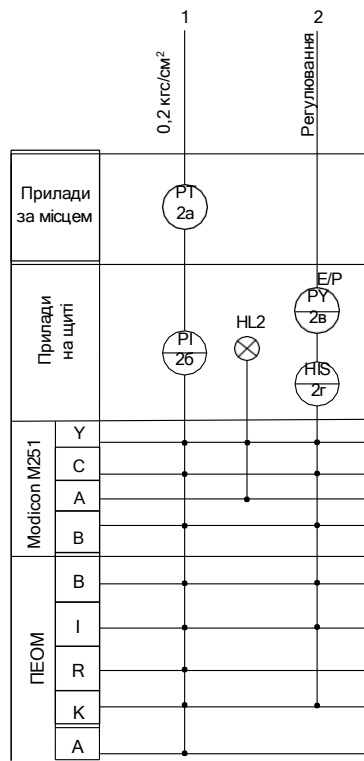 1
2
0,2 кгс/см²
Регулювання
Прилади
за місцем
PT
2а
Прилади
на щиті
PI
2б
HL2
E/P
PY
2в
HIS
2г
Modicon M251
Y
C
A
B
ПЕОМ
B
I
R
K
A